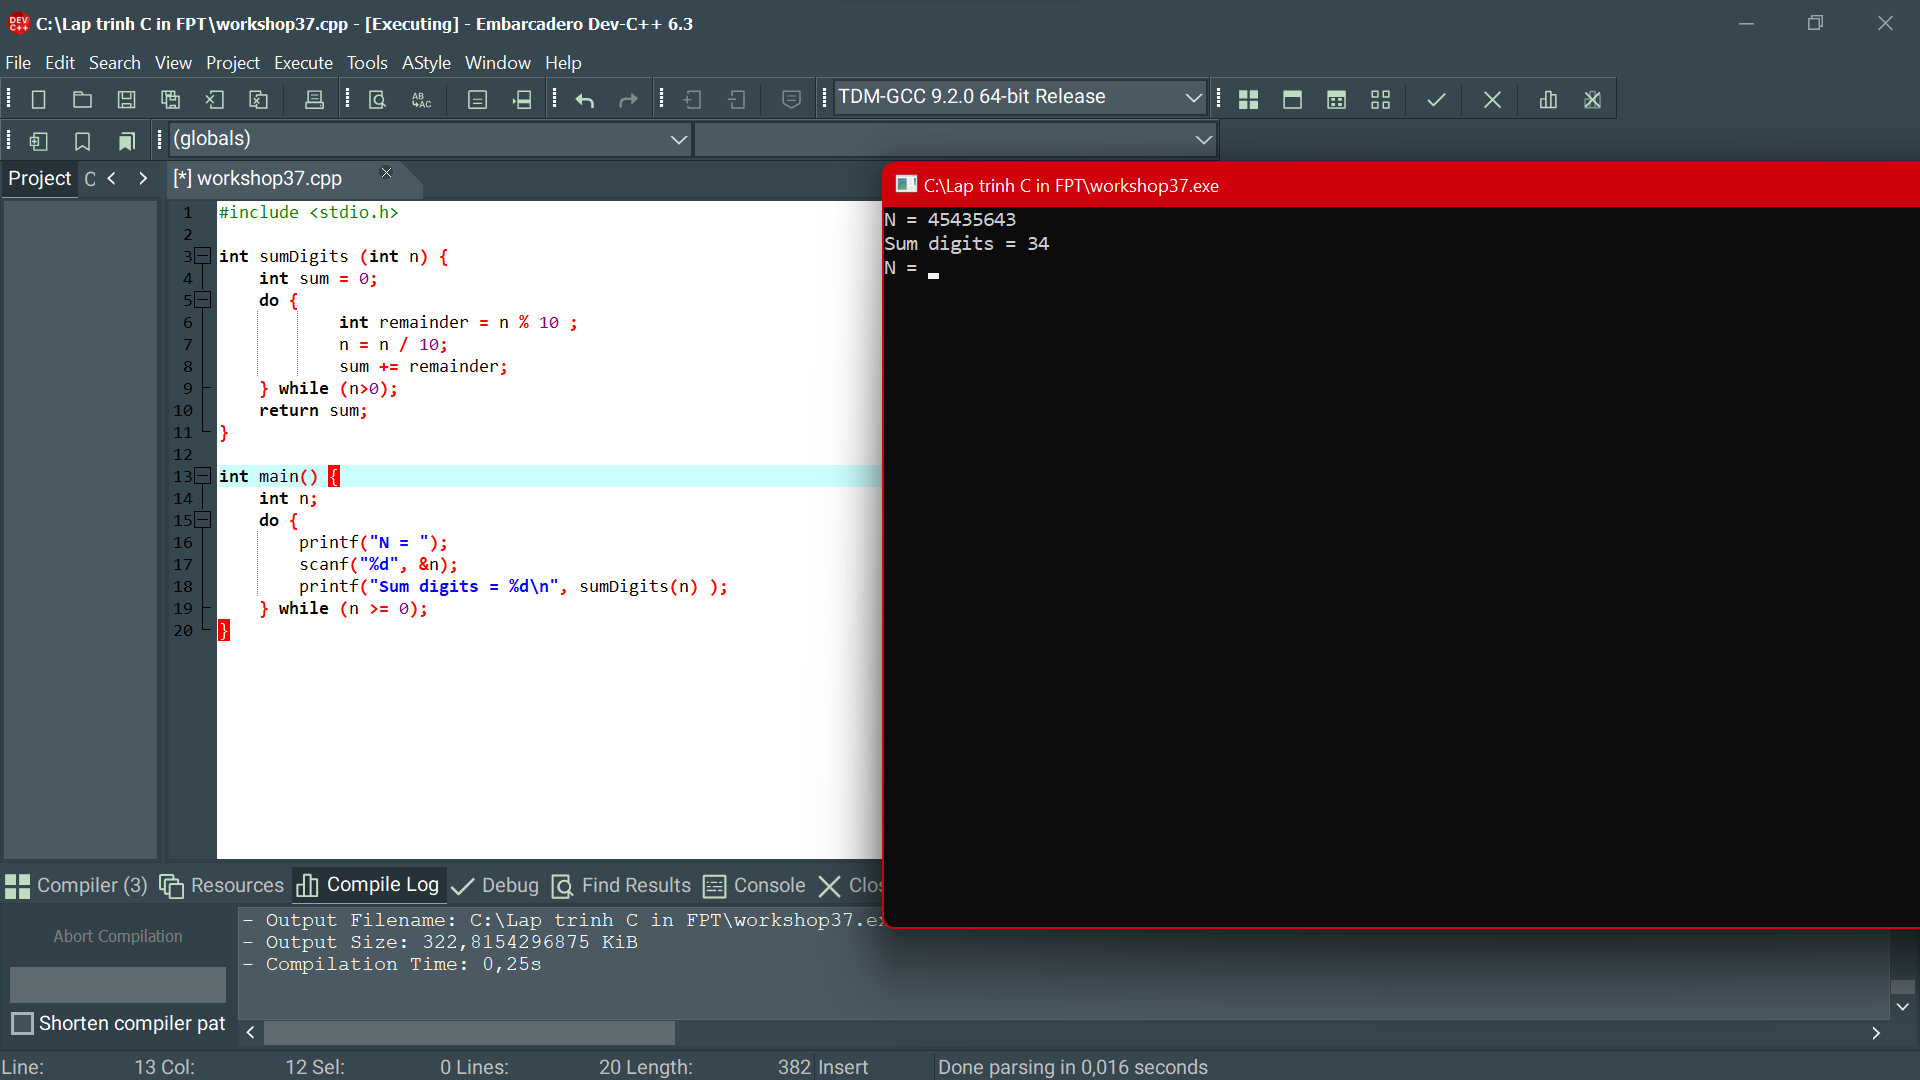 C:\Lap trinh C in FPT\workshop37.cpp - [Executing] - Embarcadero Dev-C++ 6.3
File Edit Search View Project Execute Tools AStyle Window Help
TDM-GCC 9.2.0 64-bit Release
(globals)
Project C
[*] workshop37.cpp
1 #include <stdio.h>
2
3 int sumDigits (int n) {
4 int sum = 0;
5 do {
6 int remainder = n % 10 ;
7 n = n / 10;
8 sum += remainder;
9 } while (n>0);
10 return sum;
11 }
12
13 int main() {
14 int n;
15 do {
16 printf("N = ");
17 scanf("%d", &n);
18 printf("Sum digits = %d\n", sumDigits(n) );
19 } while (n >= 0);
20 }
C:\Lap trinh C in FPT\workshop37.exe
N = 45435643
Sum digits = 34
N =
Compiler (3) Resources Compile Log Debug Find Results Console Clos
Abort Compilation
Shorten compiler pat
- Output Filename: C:\Lap trinh C in FPT\workshop37.ex
- Output Size: 322,8154296875 KiB
- Compilation Time: 0,25s
Line: 13 Col: 12 Sel: 0 Lines: 20 Length: 382 Insert Done parsing in 0,016 seconds